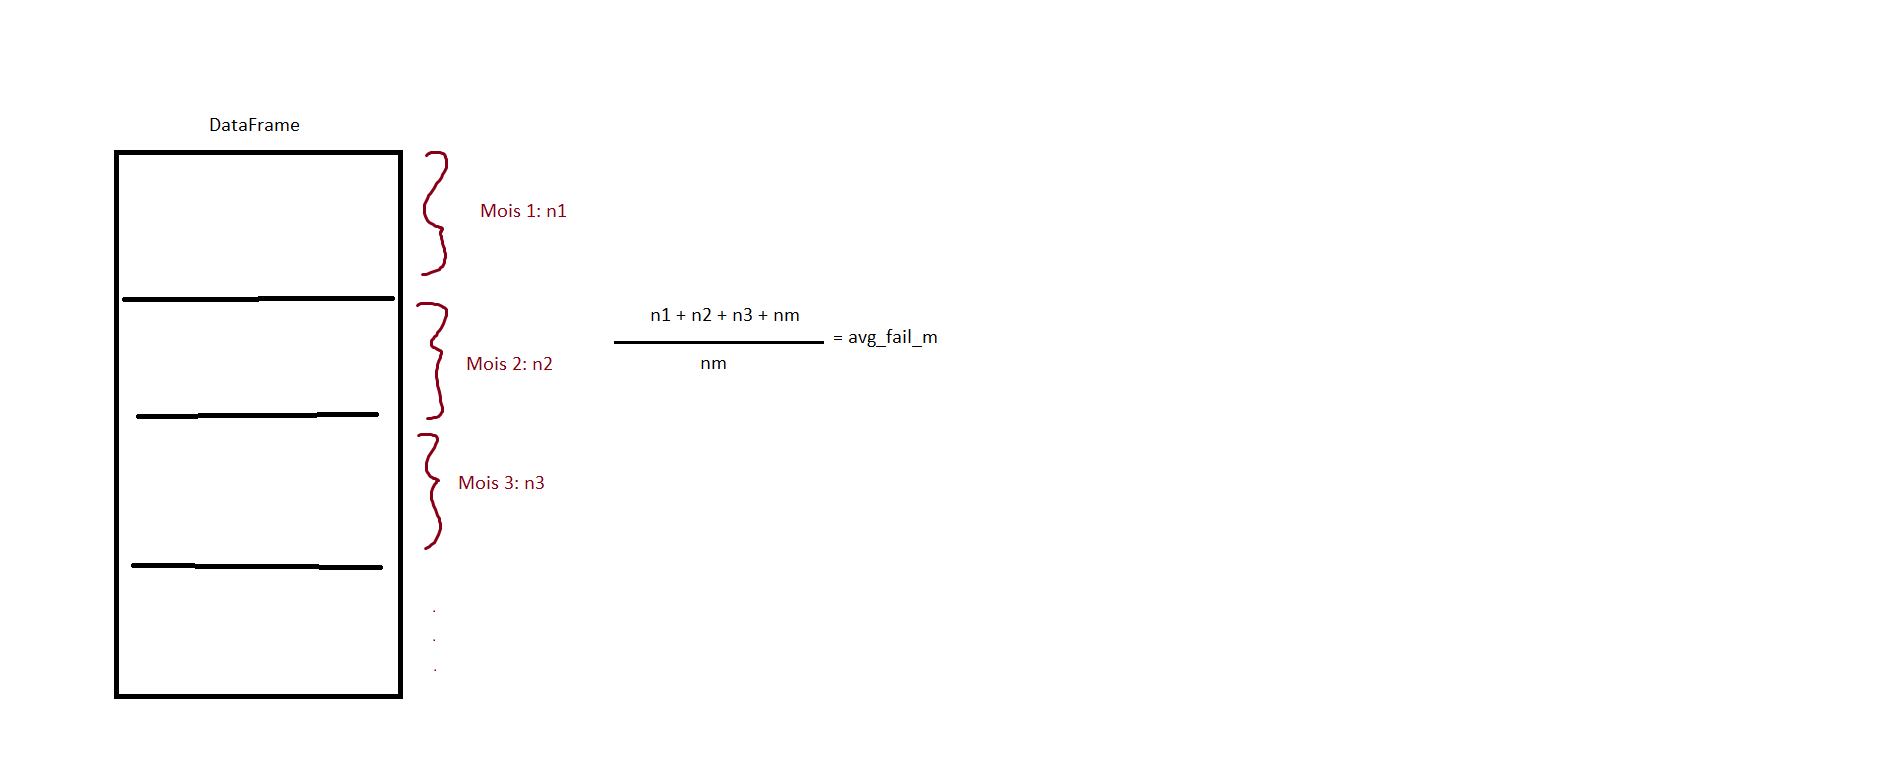 DataFrame
Mois 1: n1
Mois 2: n2
Mois 3: n3
.
.
.
n1 + n2 + n3 + nm
nm
= avg_fail_m